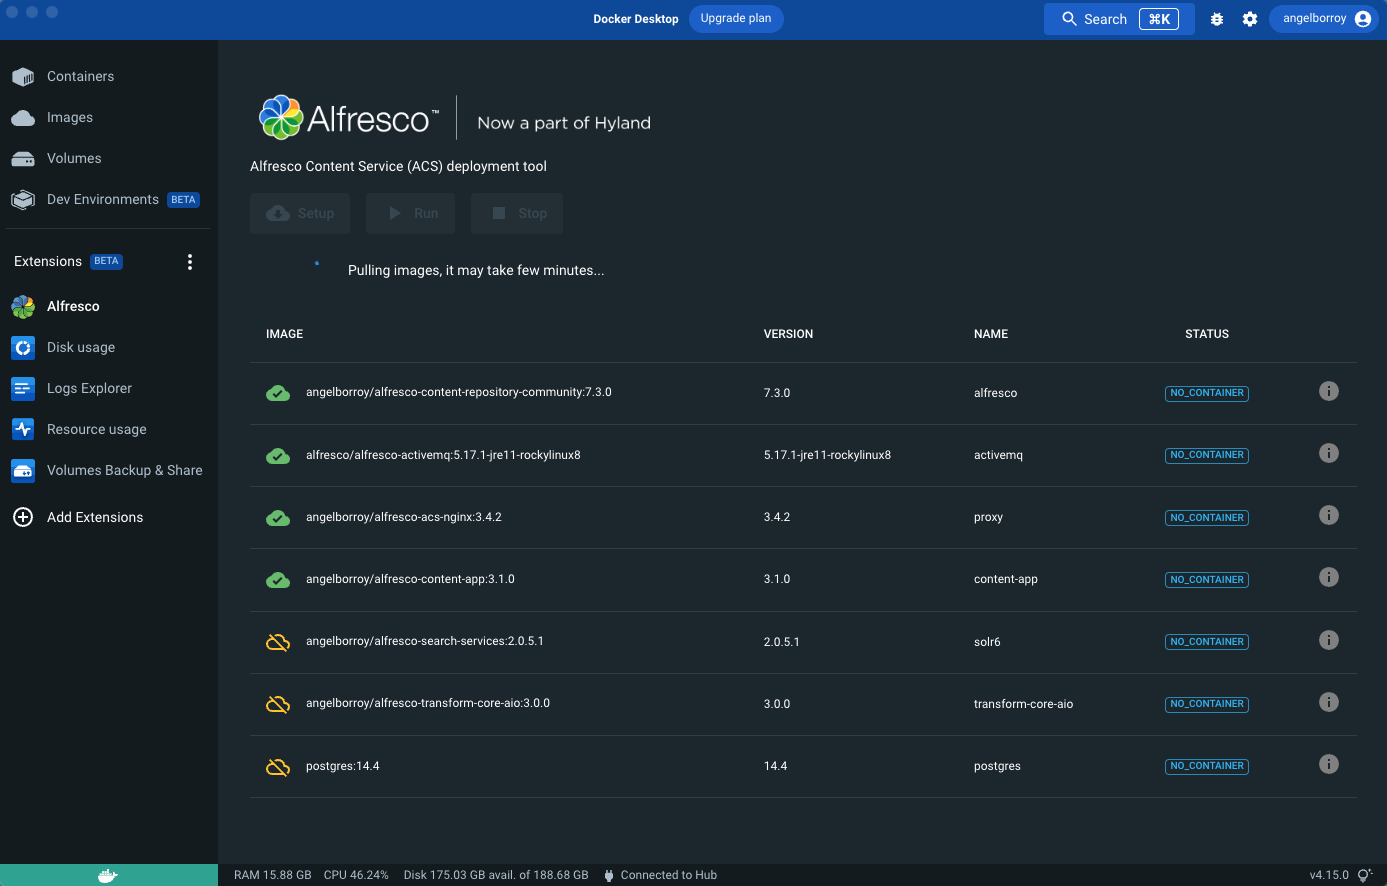 Docker Desktop Upgrade plan Search ⌘K angelborroy
Containers
Images
Volumes
Dev Environments BETA
Extensions BETA
Alfresco
Disk usage
Logs Explorer
Resource usage
Volumes Backup & Share
Add Extensions
Alfresco™ Now a part of Hyland
Alfresco Content Service (ACS) deployment tool
Setup Run Stop
Pulling images, it may take few minutes...
IMAGE VERSION NAME STATUS
angelborroy/alfresco-content-repository-community:7.3.0 7.3.0 alfresco NO_CONTAINER
alfresco/alfresco-activemq:5.17.1-jre11-rockylinux8 5.17.1-jre11-rockylinux8 activemq NO_CONTAINER
angelborroy/alfresco-acs-nginx:3.4.2 3.4.2 proxy NO_CONTAINER
angelborroy/alfresco-content-app:3.1.0 3.1.0 content-app NO_CONTAINER
angelborroy/alfresco-search-services:2.0.5.1 2.0.5.1 solr6 NO_CONTAINER
angelborroy/alfresco-transform-core-aio:3.0.0 3.0.0 transform-core-aio NO_CONTAINER
postgres:14.4 14.4 postgres NO_CONTAINER
RAM 15.88 GB CPU 46.24% Disk 175.03 GB avail. of 188.68 GB Connected to Hub v4.15.0